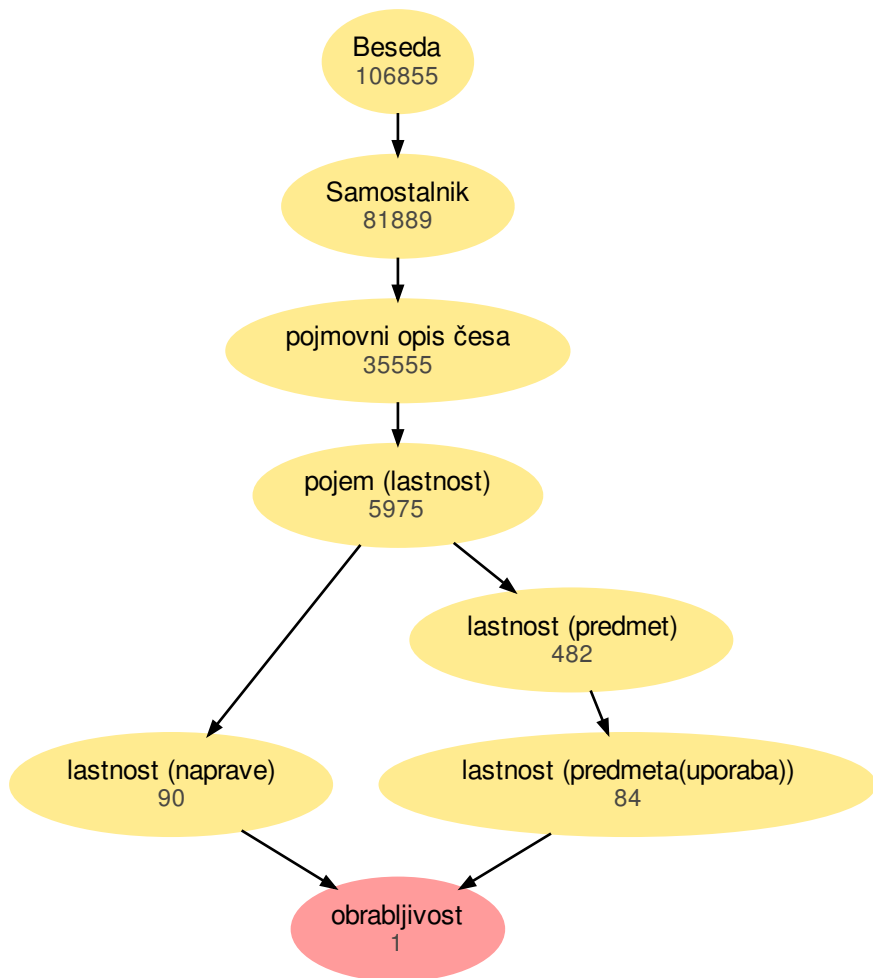 Beseda
106855
Samostalnik
81889
pojmovni opis česa
35555
pojem (lastnost)
5975
lastnost (predmet)
482
lastnost (naprave)
90
lastnost (predmeta(uporaba))
84
obrabljivost
1